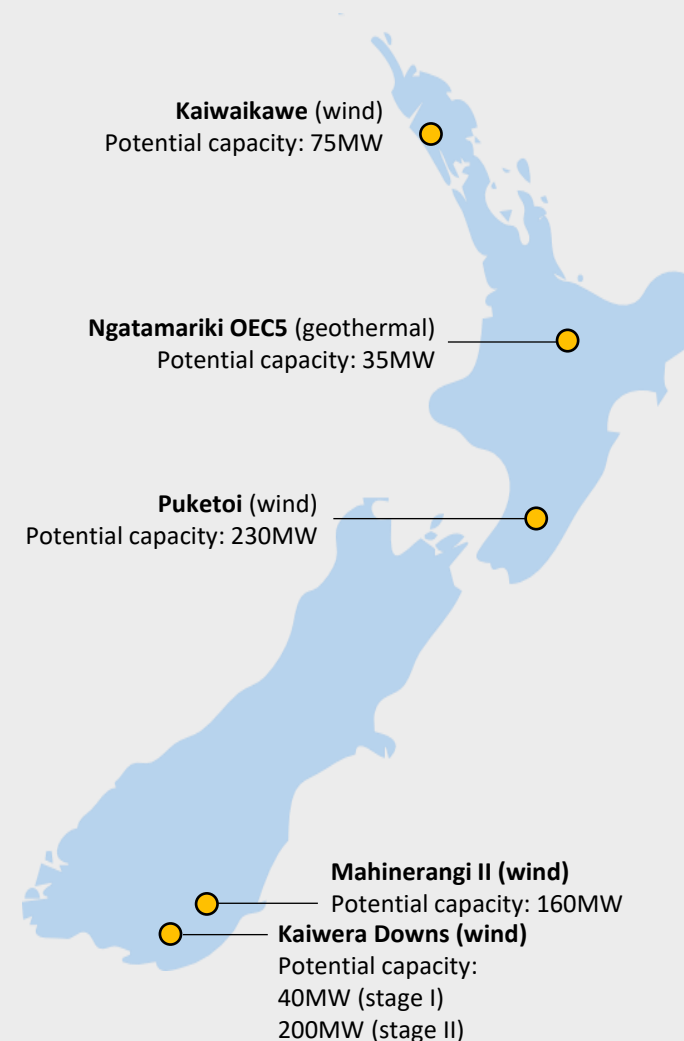 Kaiwaikawe (wind)
Potential capacity: 75MW
Ngatamariki OEC5 (geothermal)
Potential capacity: 35MW
Puketoi (wind)
Potential capacity: 230MW
Mahinerangi II (wind)
Potential capacity: 160MW
Kaiwera Downs (wind)
Potential capacity:
40MW (stage I)
200MW (stage II)